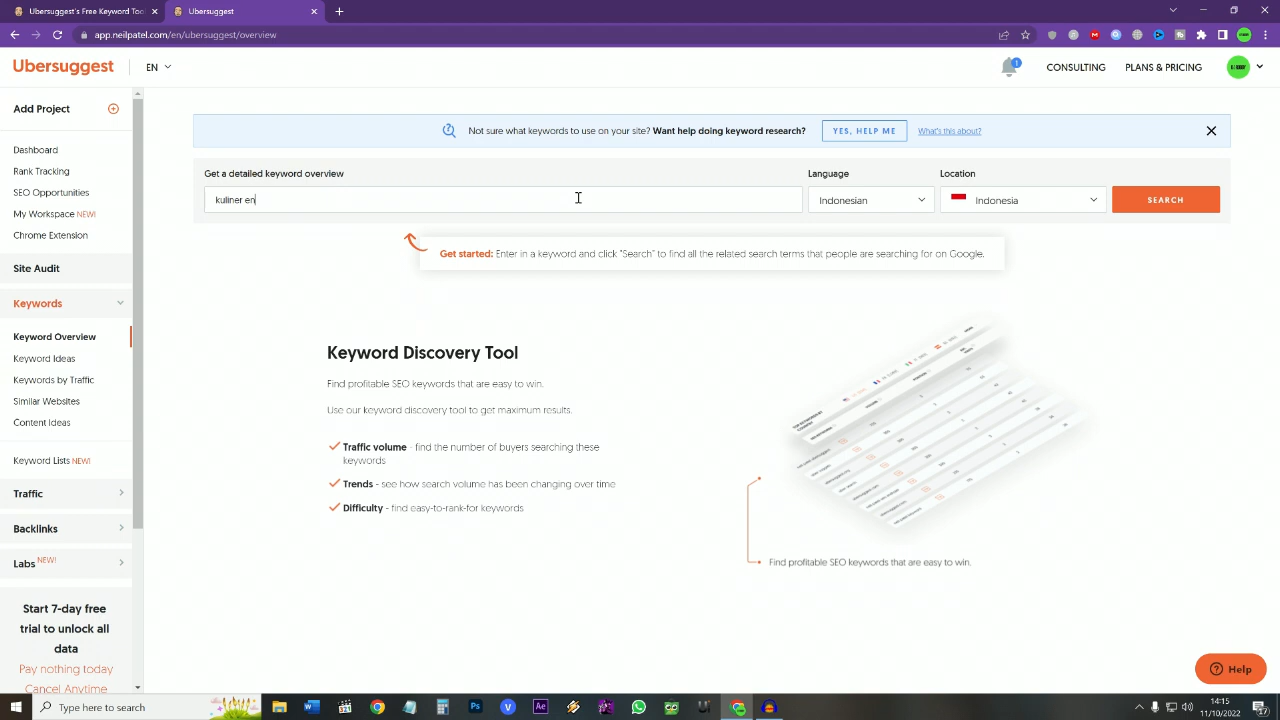 Ubersuggest's Keyword Tool:
Ubersuggest
app.neilpatel.com/en/ubersuggest/overview
Ubersuggest
EN
1
CONSULTING
PLANS & PRICING
Add Project
Dashboard
Rank Tracking
SEO Opportunities
My Workspace NEW!
Chrome Extension
Site Audit
Keywords
Keyword Overview
Keyword Ideas
Keywords by Traffic
Similar Websites
Content Ideas
Keyword Lists NEW!
Traffic
Backlinks
Labs NEW!
Start 7-day free
trial to unlock all
data
Pay nothing today
Cancel Anytime
Not sure what keywords to use on your site? Want help doing keyword research?
YES, HELP ME
What's this about?
Get a detailed keyword overview
Language
Location
kuliner en
Indonesian
Indonesia
SEARCH
Get started: Enter in a keyword and click "Search" to find all the related search terms that people are searching for on Google.
Keyword Discovery Tool
Find profitable SEO keywords that are easy to win.
Use our keyword discovery tool to get maximum results.
Traffic volume - find the number of buyers searching these
keywords
Trends - see how search volume has been changing over time
Difficulty - find easy-to-rank-for keywords
Find profitable SEO keywords that are easy to win.
Help
Type here to search
14:15
11/10/2022